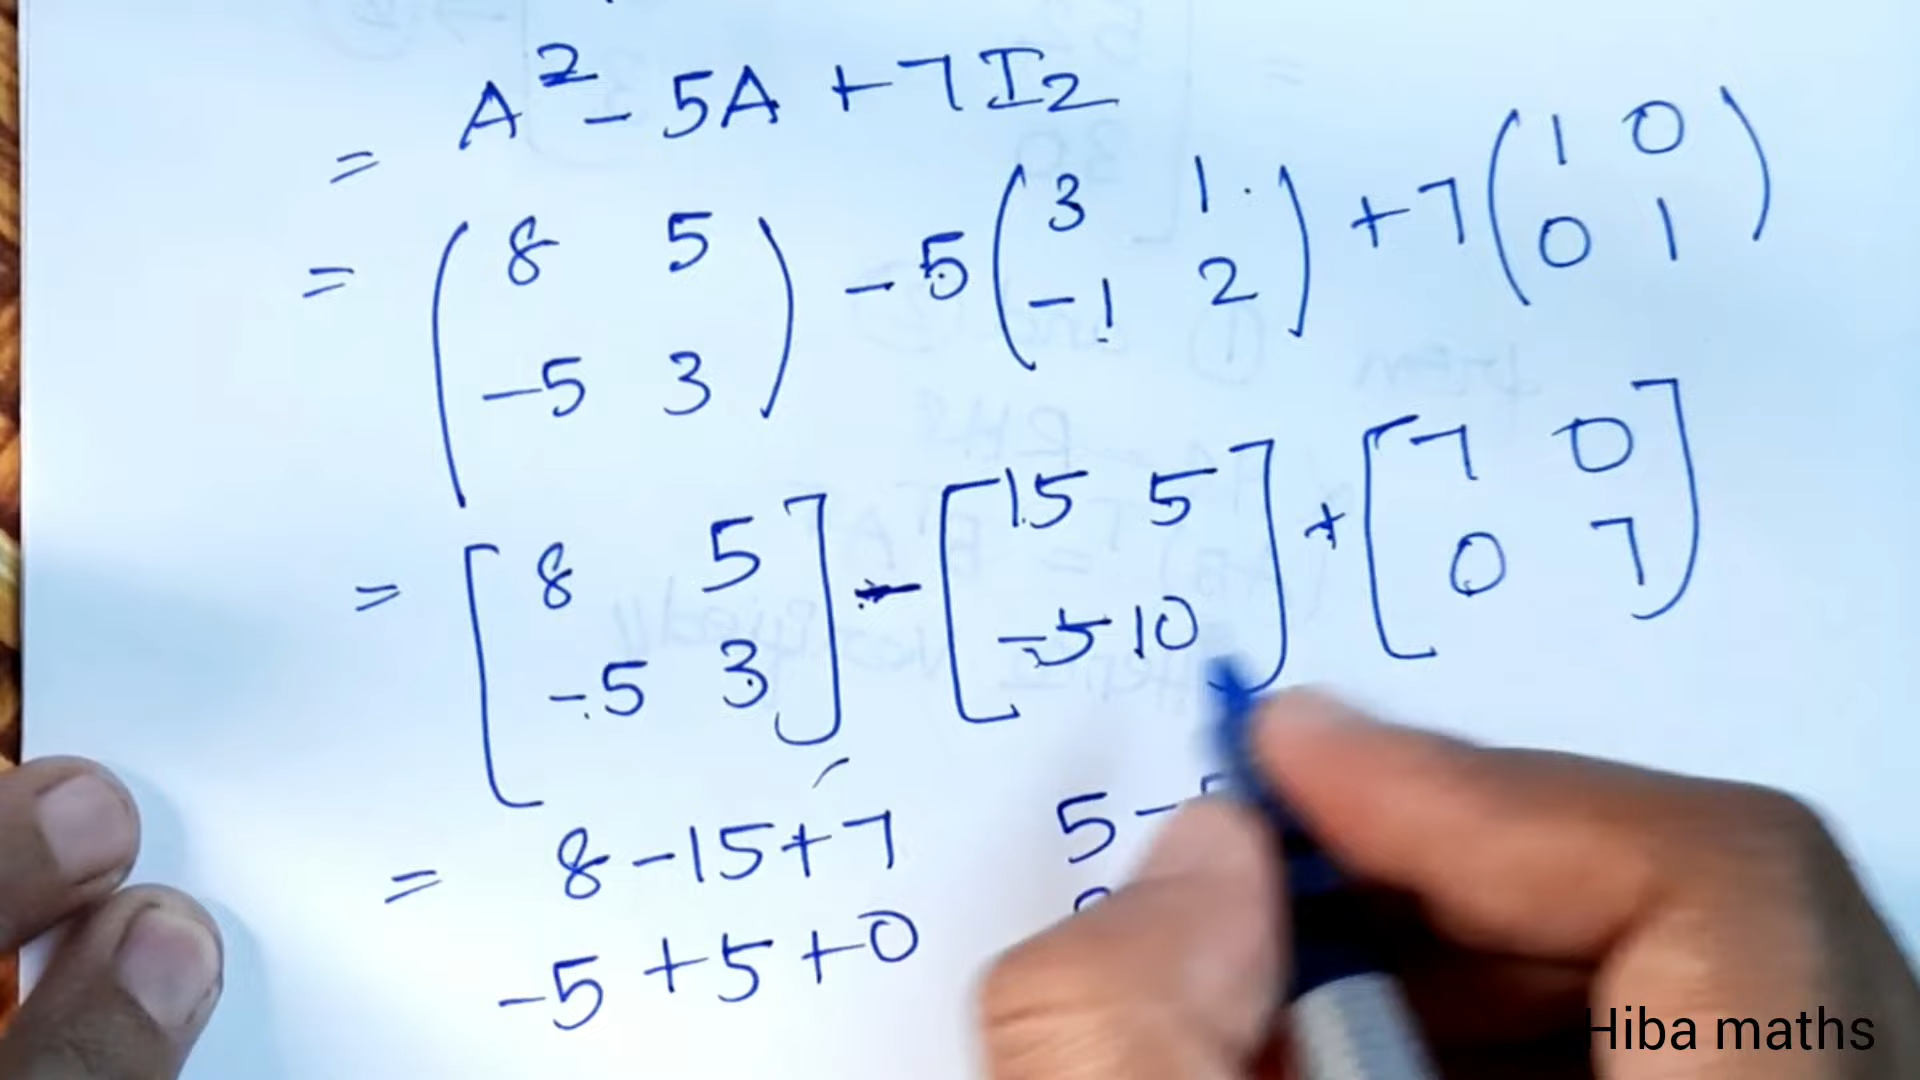 A² - 5A + 7I₂
=
= (8 5 -5 3) - 5 (3 1 -1 2) + 7 (1 0 0 1)
= [8 5 -5 3] - [15 5 -5 10] + [7 0 0 7]
= 8-15+7 5-
-5+5+0
Hiba maths